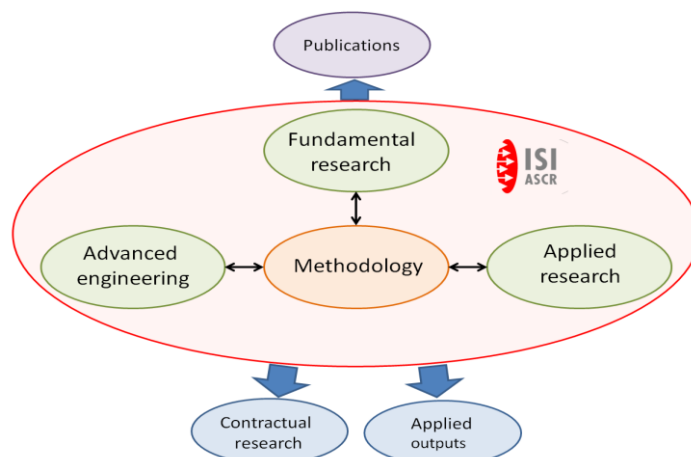 Publications
Fundamental
research
ISI
ASCR
Advanced
engineering
Methodology
Applied
research
Contractual
research
Applied
outputs